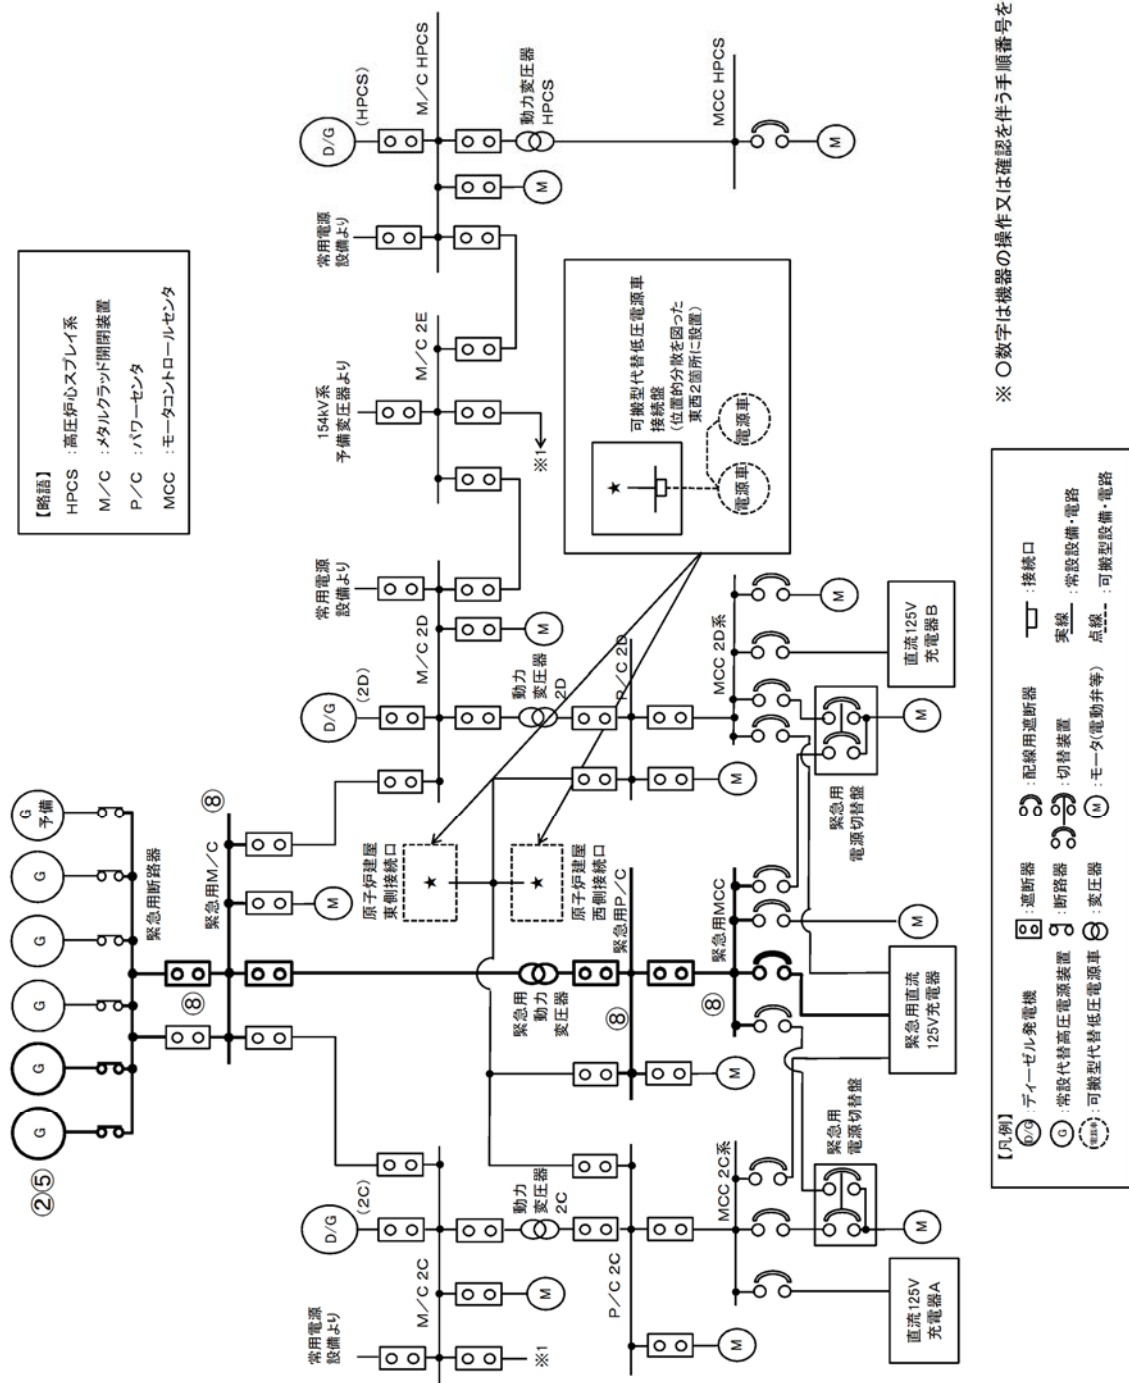 【略語】
HPCS ：高圧炉心スプレイ系
M/C ：メタルクラッド開閉装置
P/C ：パワーセンタ
MCC ：モータコントロールセンタ
②⑤
G
G
G
G
G
G
予備
緊急用断路器
⑧
緊急用M/C
⑧
常用電源
設備より
D/G
(2C)
M/C 2C
M
※1
動力
変圧器
2C
P/C 2C
M
MCC 2C系
緊急用
電源切替盤
M
直流125V
充電器A
緊急用
動力
変圧器
緊急用P/C
⑧
M
緊急用MCC
⑧
M
緊急用直流
125V充電器
M
原子炉建屋
東側接続口
★
原子炉建屋
西側接続口
★
D/G
(2D)
常用電源
設備より
M/C 2D
M
動力
変圧器
2D
P/C 2D
M
MCC 2D系
緊急用
電源切替盤
M
M
直流125V
充電器B
154kV系
予備変圧器より
M/C 2E
※1
可搬型代替低圧電源車
接続盤
(位置的分散を図った
東西2箇所に設置)
★
電源車
電源車
常用電源
設備より
D/G
(HPCS)
M/C HPCS
M
動力変圧器
HPCS
MCC HPCS
M
【凡例】
D/G ：ディーゼル発電機
：遮断器
：配線用遮断器
：接続口
G ：常設代替高圧電源装置
：断路器
：切替装置
実線 ：常設設備・電路
電源車 ：可搬型代替低圧電源車
：変圧器
M ：モータ(電動弁等)
点線 ：可搬型設備・電路
※ ○数字は機器の操作又は確認を伴う手順番号を